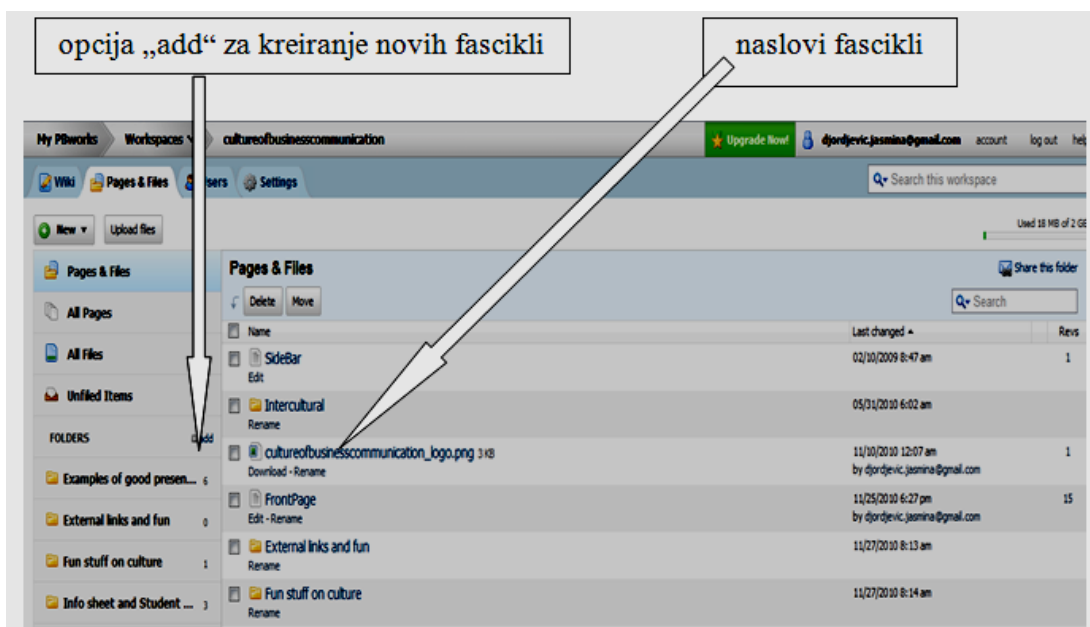 opcija „add“ za kreiranje novih fascikli
naslovi fascikli
My PBworks Workspaces cultureofbusinesscommunication Upgrade Now! djordjevic.jasmina@gmail.com account log out help
Wiki Pages & Files Users Settings Search this workspace
New Upload files Used 18 MB of 2 GB
Pages & Files
All Pages
All Files
Unfiled Items
FOLDERS add
Examples of good presen... 6
External links and fun 0
Fun stuff on culture 1
Info sheet and Student ... 3
Pages & Files Share this folder
Delete Move Search
Name Last changed Revs
SideBar 02/10/2009 8:47 am 1
Edit
Intercultural 05/31/2010 6:02 am
Rename
cultureofbusinesscommunication_logo.png 3 KB 11/10/2010 12:07 am 1
Download - Rename by djordjevic.jasmina@gmail.com
FrontPage 11/25/2010 6:27 pm 15
Edit - Rename by djordjevic.jasmina@gmail.com
External links and fun 11/27/2010 8:13 am
Rename
Fun stuff on culture 11/27/2010 8:14 am
Rename